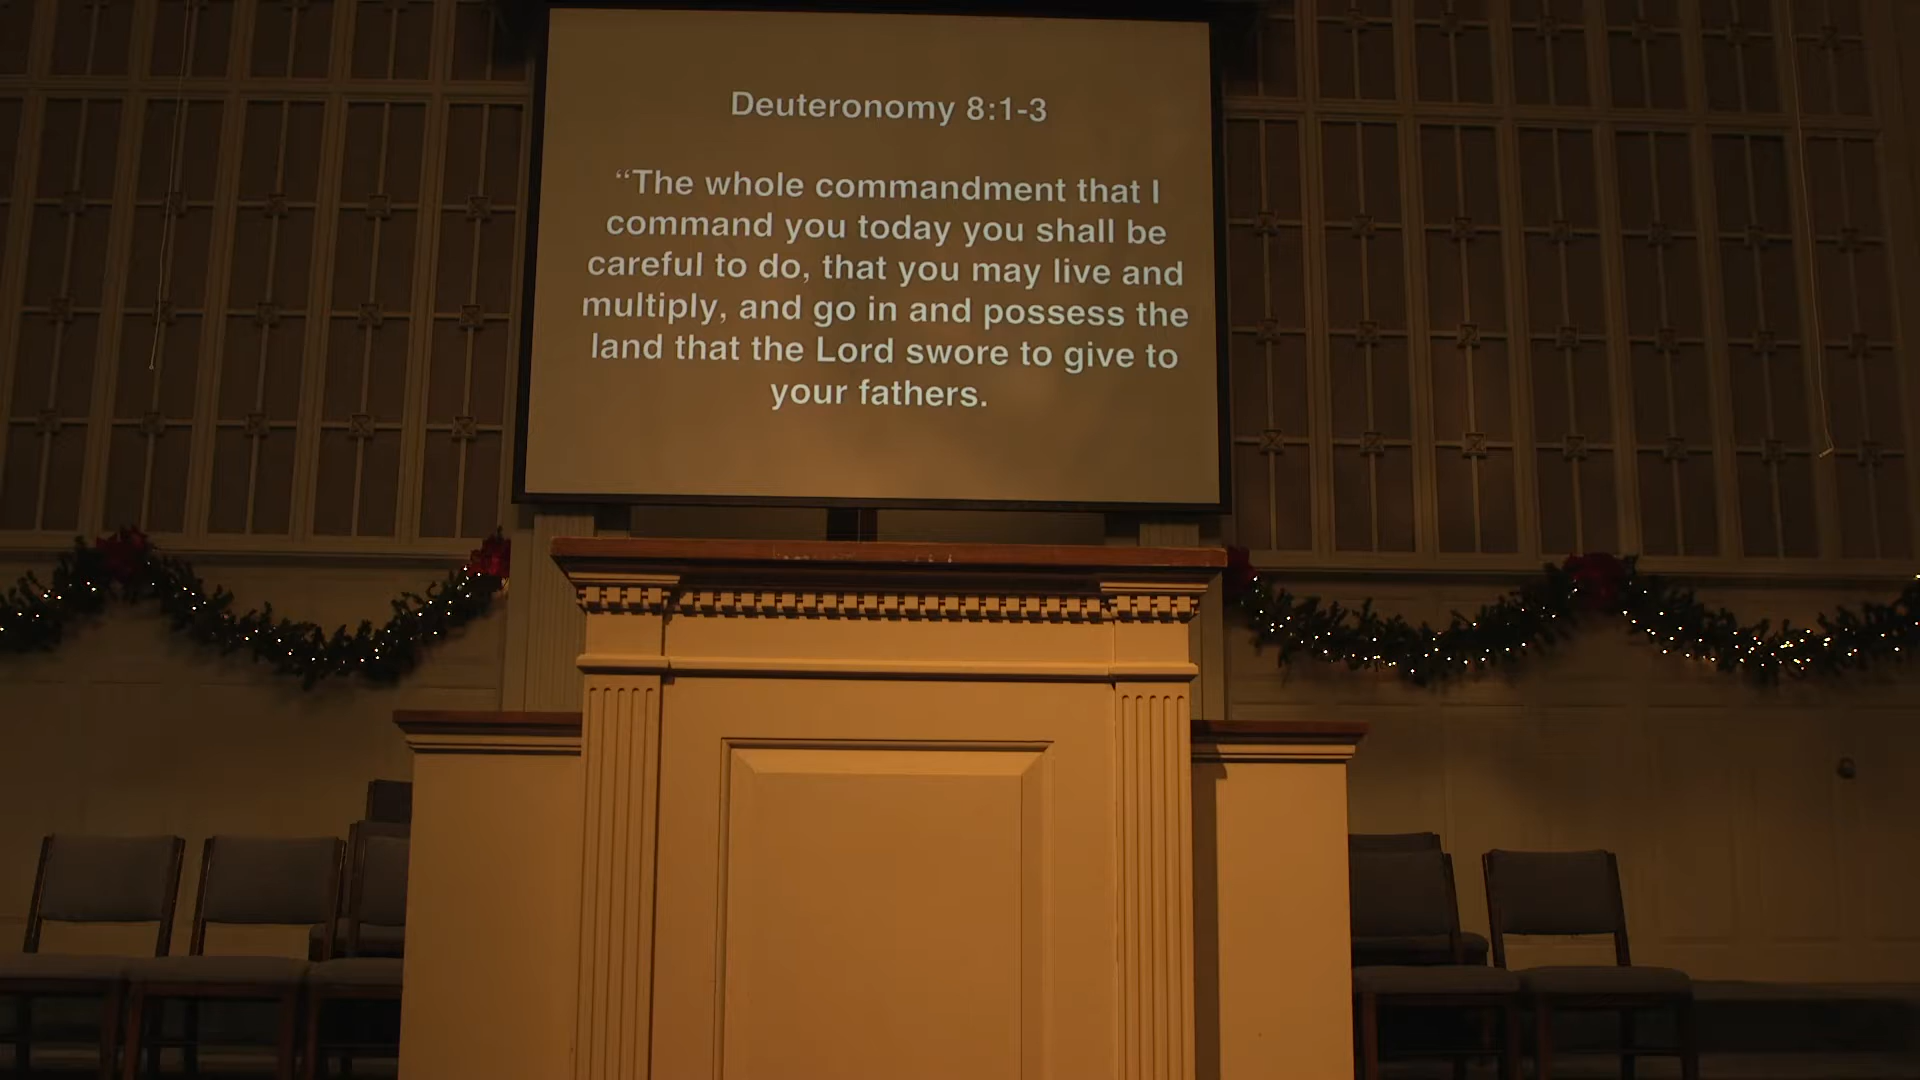 Deuteronomy 8:1-3
“The whole commandment that I
command you today you shall be
careful to do, that you may live and
multiply, and go in and possess the
land that the Lord swore to give to
your fathers.